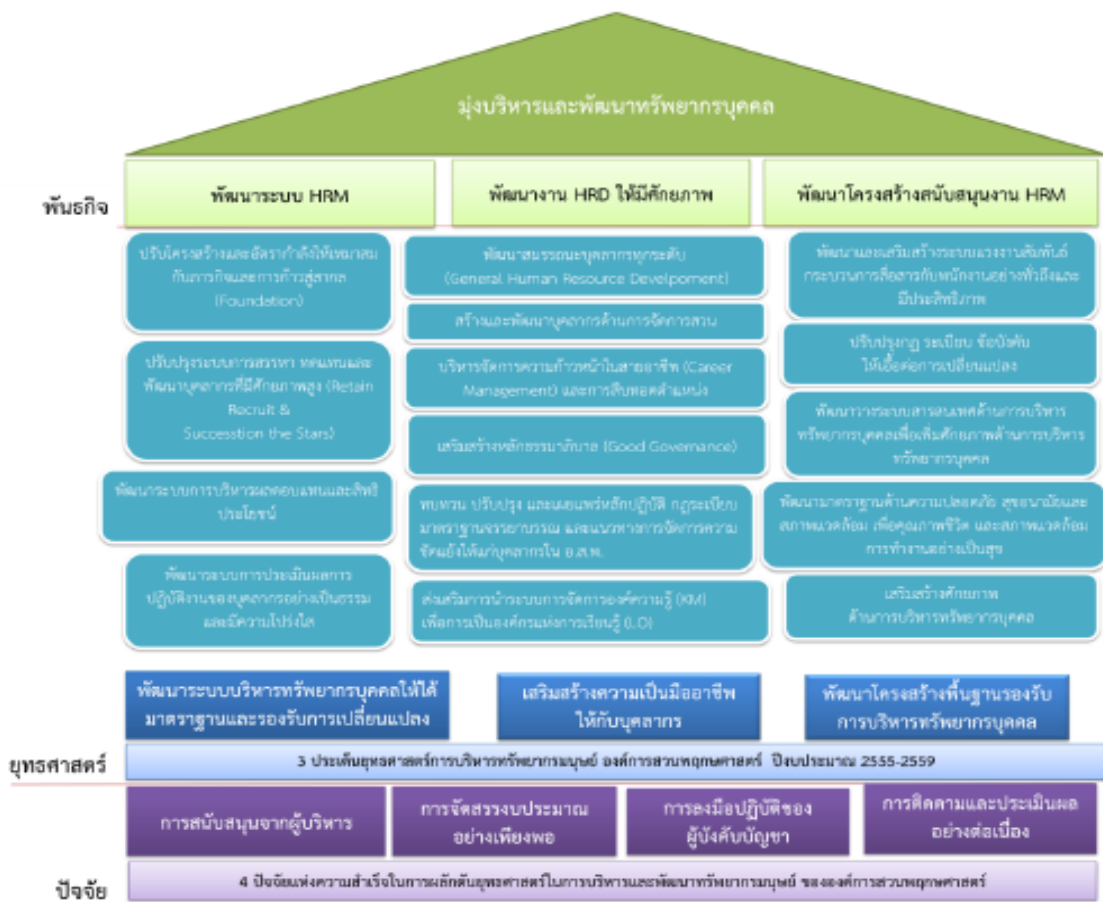 มุ่งบริหารและพัฒนาทรัพยากรบุคคล
พันธกิจ
พัฒนาระบบ HRM
พัฒนางาน HRD ให้มีศักยภาพ
พัฒนาโครงสร้างสนับสนุนงาน HRM
ปรับโครงสร้างและอัตรากำลังให้เหมาะสม
กับภารกิจและการก้าวสู่สากล
(Foundation)
ปรับปรุงระบบการสรรหา ทดแทนและ
พัฒนาบุคลากรที่มีศักยภาพสูง (Retain
Recruit &
Successtion the Stars)
พัฒนาระบบการบริหารผลตอบแทนและสิทธิ
ประโยชน์
พัฒนาระบบการประเมินผลการ
ปฏิบัติงานของบุคลากรอย่างเป็นธรรม
และมีความโปร่งใส
พัฒนาสมรรถนะบุคลากรทุกระดับ
(General Human Resource Develpoment)
สร้างและพัฒนาบุคลากรด้านการจัดการสวน
บริหารจัดการความก้าวหน้าในสายอาชีพ (Career
Management) และการสืบทอดตำแหน่ง
เสริมสร้างหลักธรรมาภิบาล (Good Governance)
ทบทวน ปรับปรุง และเผยแพร่หลักปฏิบัติ กฎระเบียบ
มาตราฐานจรรยาบรรณ และแนวทางการจัดการความ
ขัดแย้งให้แก่บุคลากรใน อ.ส.พ.
ส่งเสริมการนำระบบการจัดการองค์ความรู้ (KM)
เพื่อการเป็นองค์กรแห่งการเรียนรู้ (LO)
พัฒนาและเสริมสร้างระบบแรงงานสัมพันธ์
กระบวนการสื่อสารกับพนักงานอย่างทั่วถึงและ
มีประสิทธิภาพ
ปรับปรุงกฎ ระเบียบ ข้อบังคับ
ให้เอื้อต่อการเปลี่ยนแปลง
พัฒนาวางระบบสารสนเทศด้านการบริหาร
ทรัพยากรบุคคลเพื่อเพิ่มศักยภาพด้านการบริหาร
ทรัพยากรบุคคล
พัฒนามาตราฐานด้านความปลอดภัย สุขอนามัยและ
สภาพแวดล้อม เพื่อคุณภาพชีวิต และสภาพแวดล้อม
การทำงานอย่างเป็นสุข
เสริมสร้างศักยภาพ
ด้านการบริหารทรัพยากรบุคคล
พัฒนาระบบบริหารทรัพยากรบุคคลให้ได้
มาตราฐานและรองรับการเปลี่ยนแปลง
เสริมสร้างความเป็นมืออาชีพ
ให้กับบุคลากร
พัฒนาโครงสร้างพื้นฐานรองรับ
การบริหารทรัพยากรบุคคล
ยุทธศาสตร์
3 ประเด็นยุทธศาสตร์การบริหารทรัพยากรมนุษย์ องค์การสวนพฤกษศาสตร์ ปีงบประมาณ 2555-2559
การสนับสนุนจากผู้บริหาร
การจัดสรรงบประมาณ
อย่างเพียงพอ
การลงมือปฏิบัติของ
ผู้บังคับบัญชา
การติดตามและประเมินผล
อย่างต่อเนื่อง
ปัจจัย
4 ปัจจัยแห่งความสำเร็จในการผลักดันยุทธศาสตร์ในการบริหารและพัฒนาทรัพยากรมนุษย์ ขององค์การสวนพฤกษศาสตร์